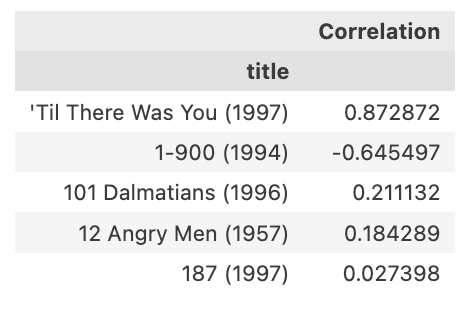 Correlation
title
'Til There Was You (1997) 0.872872
1-900 (1994) -0.645497
101 Dalmatians (1996) 0.211132
12 Angry Men (1957) 0.184289
187 (1997) 0.027398